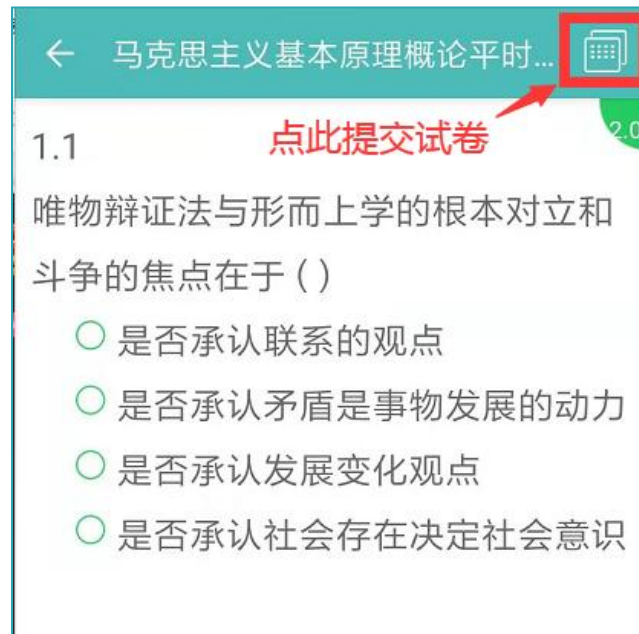 马克思主义基本原理概论平时...
点此提交试卷
2.0
1.1
唯物辩证法与形而上学的根本对立和
斗争的焦点在于 ( )
是否承认联系的观点
是否承认矛盾是事物发展的动力
是否承认发展变化观点
是否承认社会存在决定社会意识